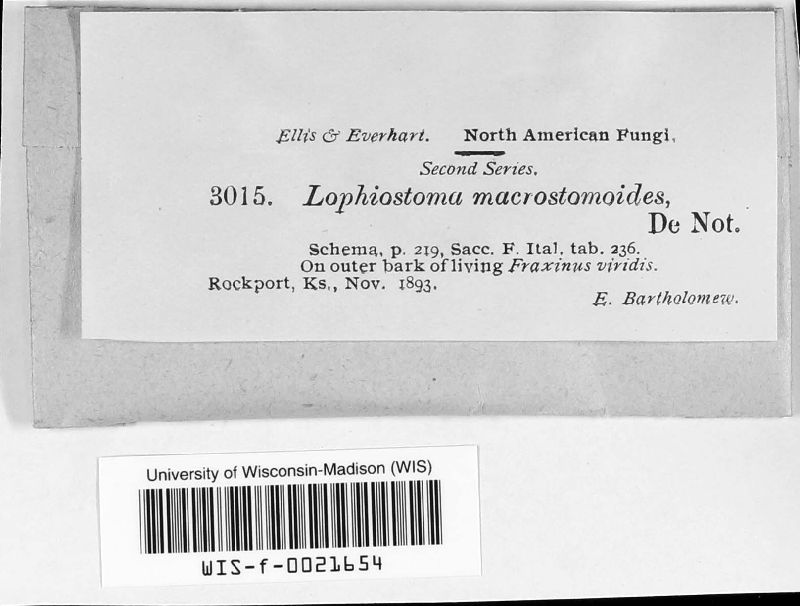 Ellis & Everhart. North American Fungi,
Second Series.
3015. Lophiostoma macrostomoides,
De Not.
Schema, p. 219, Sacc. F. Ital. tab. 236.
On outer bark of living Fraxinus viridis.
Rockport, Ks., Nov. 1893.
E. Bartholomew.
University of Wisconsin-Madison (WIS)
WIS-f-0021654